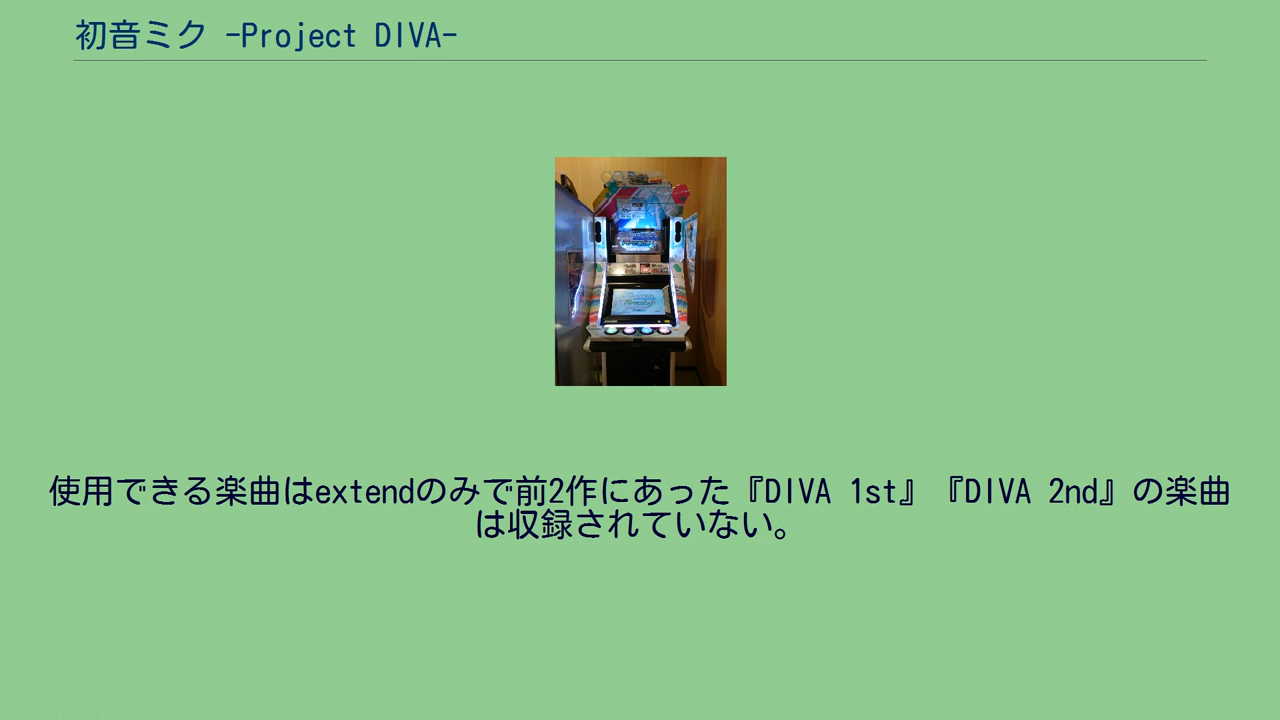 初音ミク -Project DIVA-
使用できる楽曲はextendのみで前2作にあった『DIVA 1st』『DIVA 2nd』の楽曲
は収録されていない。